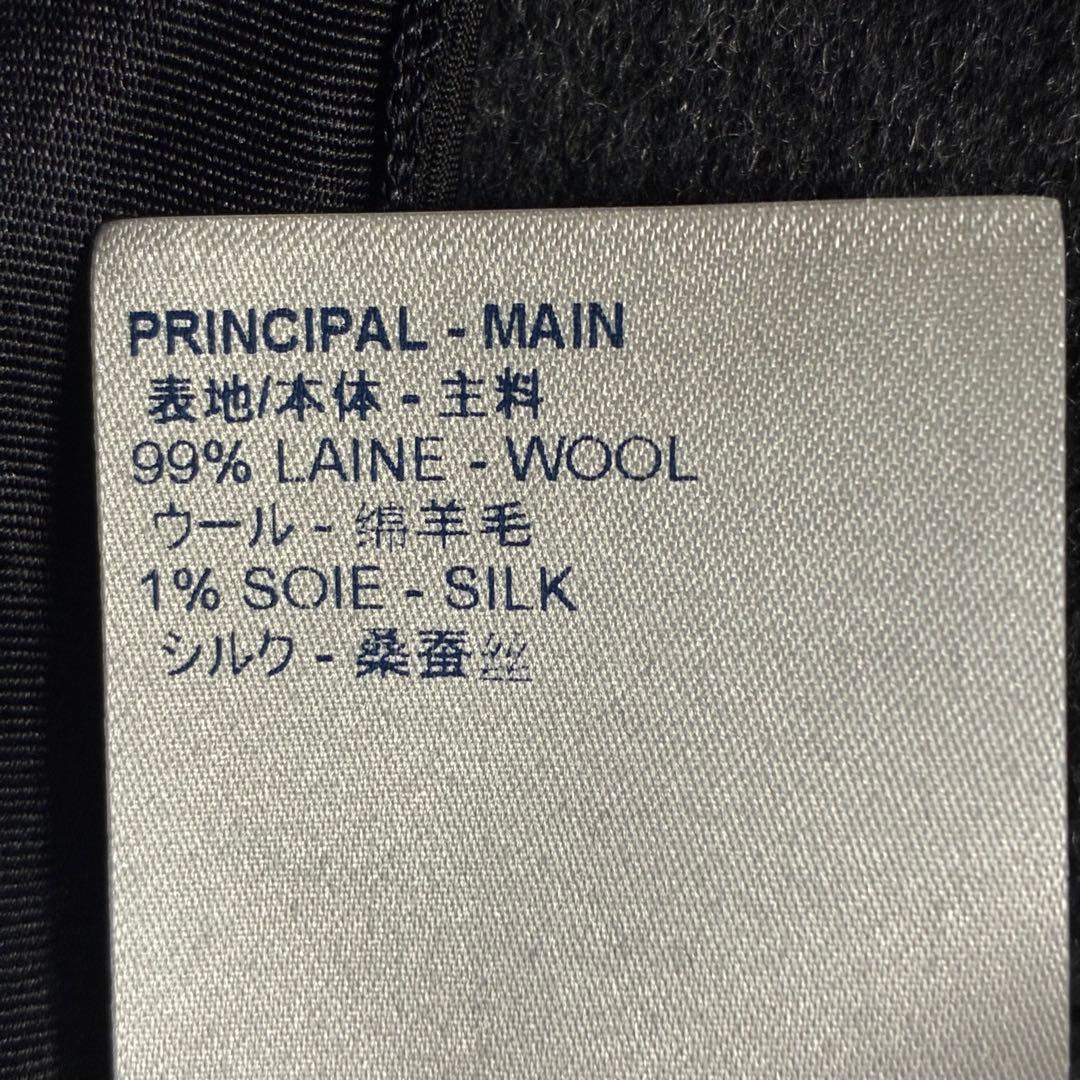 PRINCIPAL - MAIN
表地/本体 - 主料
99% LAINE - WOOL
ウール - 绵羊毛
1% SOIE - SILK
シルク - 桑蚕丝